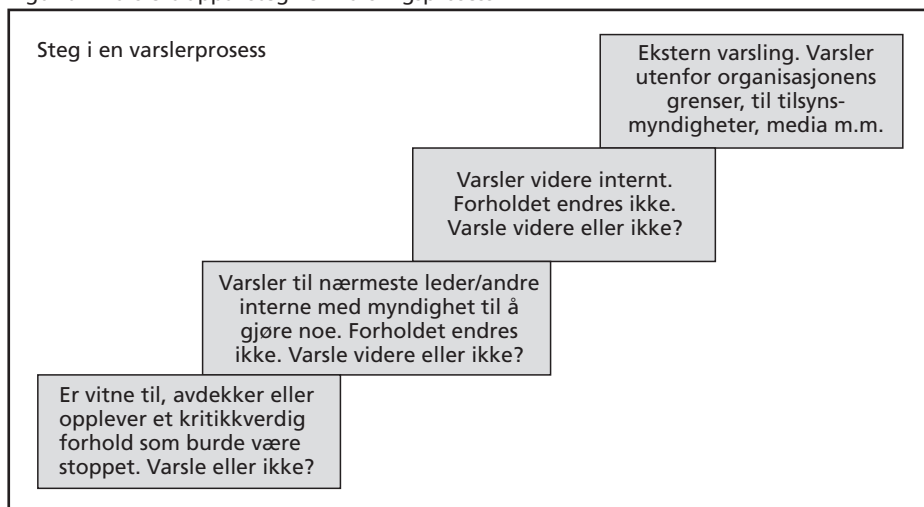 Steg i en varslerprosess
Ekstern varsling. Varsler
utenfor organisasjonens
grenser, til tilsyns-
myndigheter, media m.m.
Varsler videre internt.
Forholdet endres ikke.
Varsle videre eller ikke?
Varsler til nærmeste leder/andre
interne med myndighet til å
gjøre noe. Forholdet endres
ikke. Varsle videre eller ikke?
Er vitne til, avdekker eller
opplever et kritikkverdig
forhold som burde være
stoppet. Varsle eller ikke?